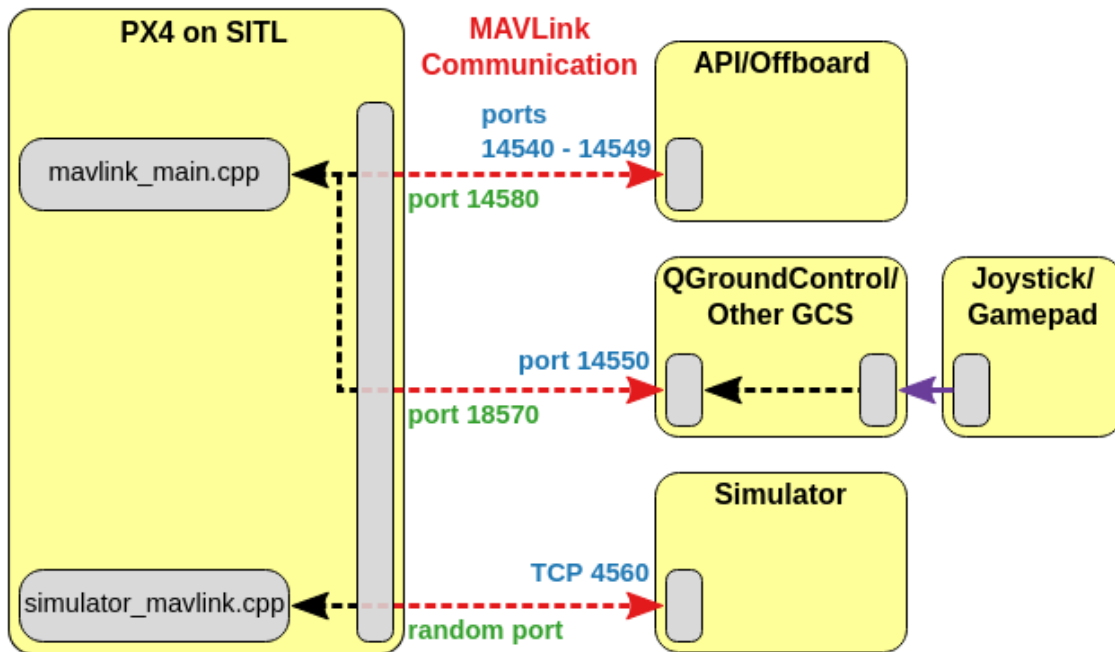 PX4 on SITL
MAVLink
Communication
API/Offboard
ports
14540 - 14549
mavlink_main.cpp
port 14580
QGroundControl/
Other GCS
Joystick/
Gamepad
port 14550
port 18570
Simulator
TCP 4560
simulator_mavlink.cpp
random port